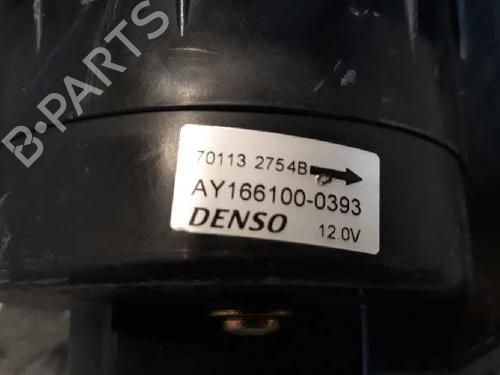 B-PARTS
70113 2754B
AY166100-0393
DENSO 12.0V